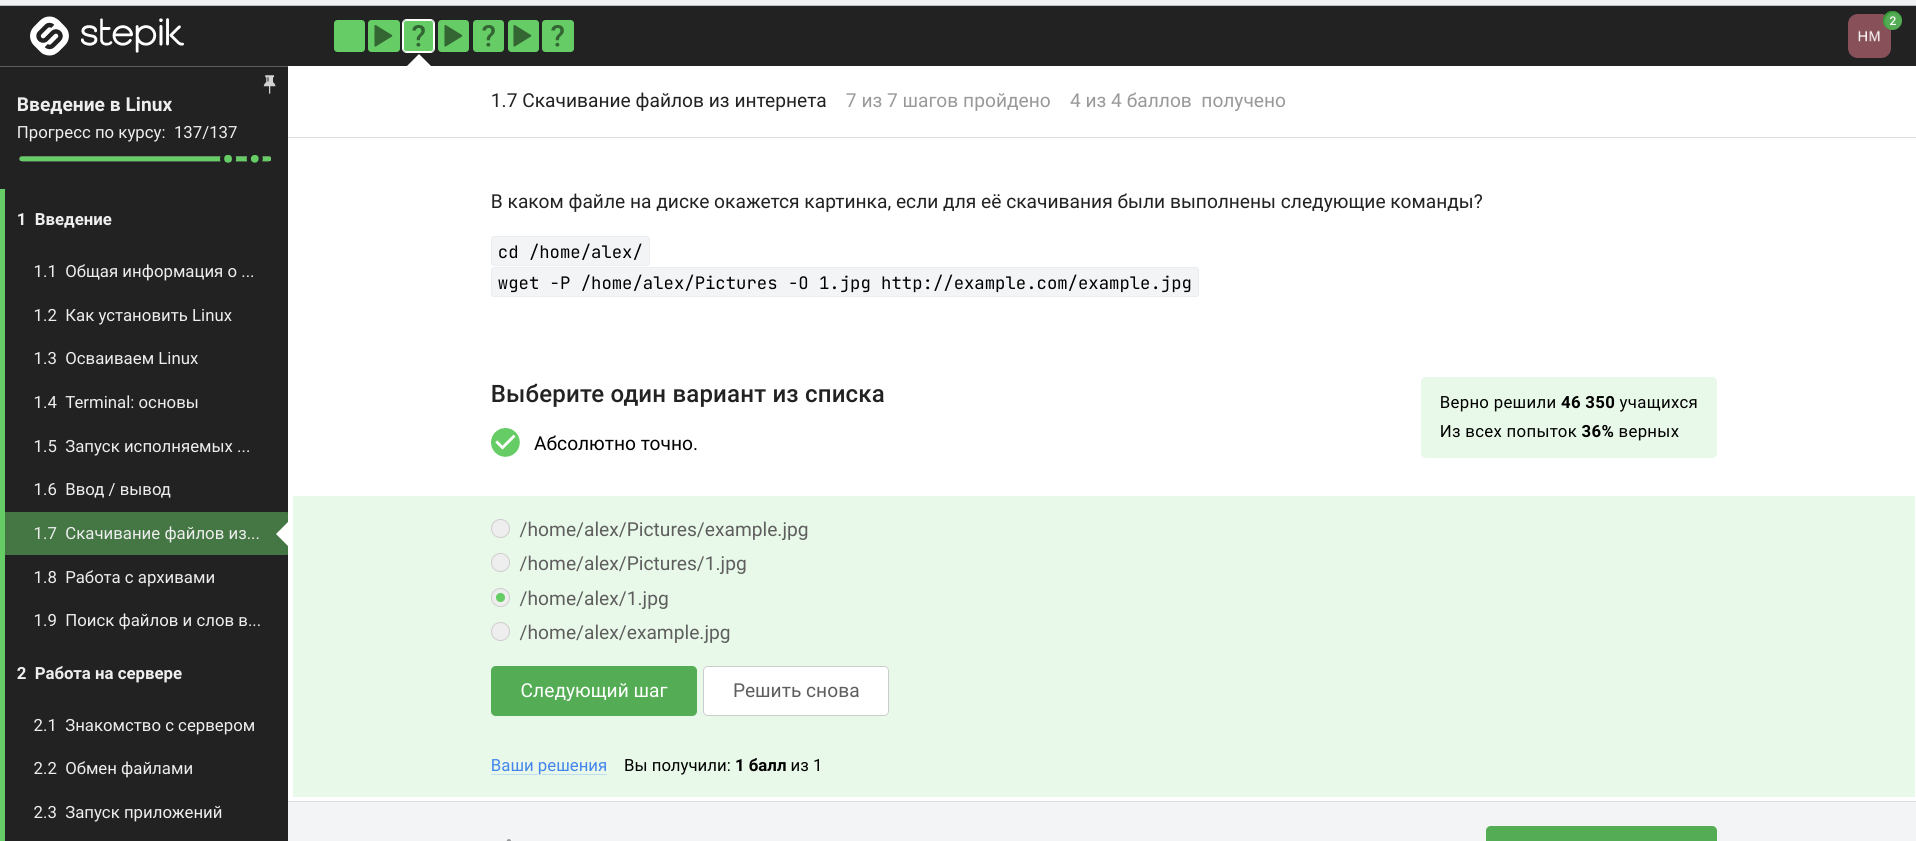 stepik
? ? ?
НМ
2
Введение в Linux
Прогресс по курсу: 137/137
1 Введение
1.1 Общая информация о ...
1.2 Как установить Linux
1.3 Осваиваем Linux
1.4 Terminal: основы
1.5 Запуск исполняемых ...
1.6 Ввод / вывод
1.7 Скачивание файлов из...
1.8 Работа с архивами
1.9 Поиск файлов и слов в...
2 Работа на сервере
2.1 Знакомство с сервером
2.2 Обмен файлами
2.3 Запуск приложений
1.7 Скачивание файлов из интернета 7 из 7 шагов пройдено 4 из 4 баллов получено
В каком файле на диске окажется картинка, если для её скачивания были выполнены следующие команды?
cd /home/alex/
wget -P /home/alex/Pictures -O 1.jpg http://example.com/example.jpg
Выберите один вариант из списка
Абсолютно точно.
Верно решили 46 350 учащихся
Из всех попыток 36% верных
/home/alex/Pictures/example.jpg
/home/alex/Pictures/1.jpg
/home/alex/1.jpg
/home/alex/example.jpg
Следующий шаг
Решить снова
Ваши решения Вы получили: 1 балл из 1